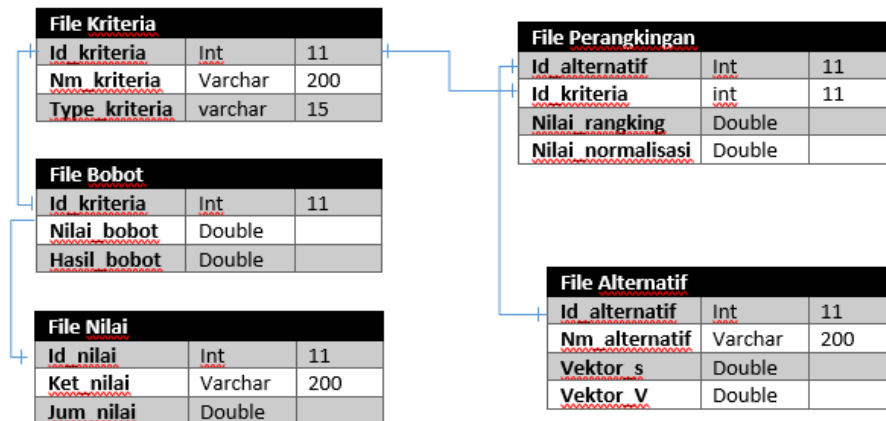 File Kriteria
Id_kriteria Int 11
Nm_kriteria Varchar 200
Type_kriteria varchar 15
File Bobot
Id_kriteria Int 11
Nilai_bobot Double
Hasil_bobot Double
File Nilai
Id_nilai Int 11
Ket_nilai Varchar 200
Jum_nilai Double
File Perangkingan
Id_alternatif Int 11
Id_kriteria int 11
Nilai_rangking Double
Nilai_normalisasi Double
File Alternatif
Id_alternatif Int 11
Nm_alternatif Varchar 200
Vektor_s Double
Vektor_V Double